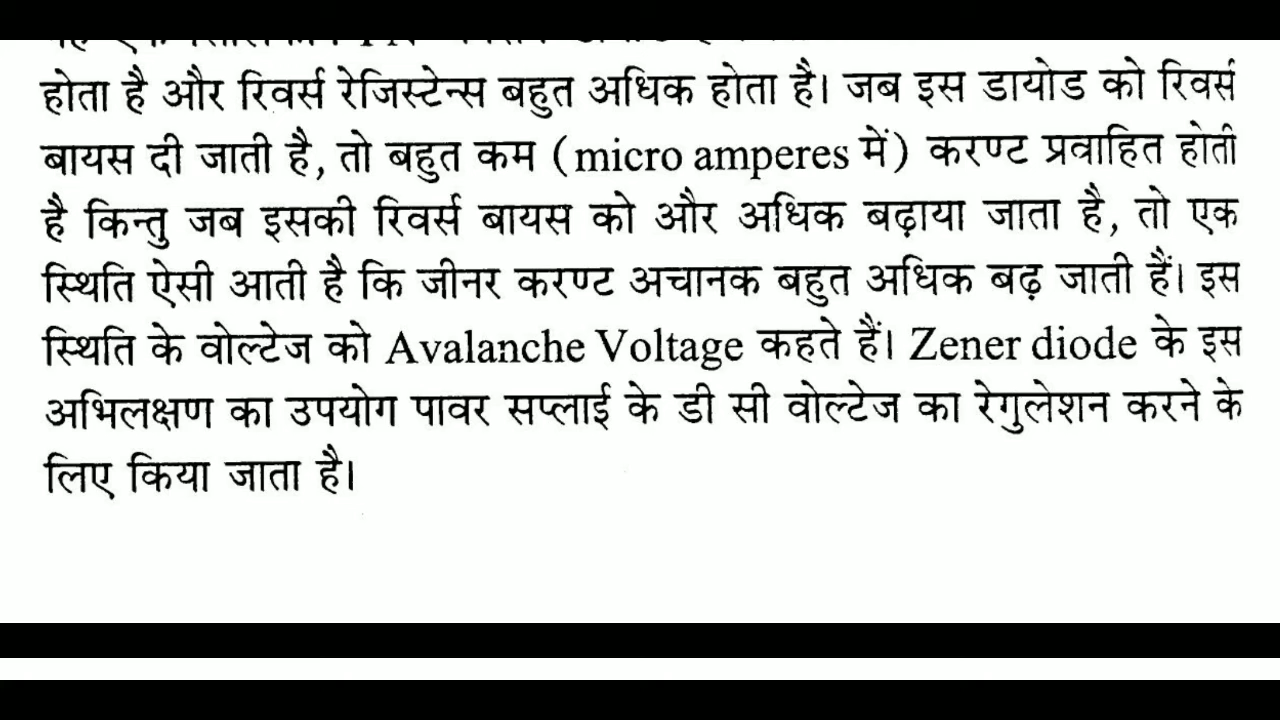 होता है और रिवर्स रेजिस्टेन्स बहुत अधिक होता है। जब इस डायोड को रिवर्स
बायस दी जाती है, तो बहुत कम (micro amperes में) करण्ट प्रवाहित होती
है किन्तु जब इसकी रिवर्स बायस को और अधिक बढ़ाया जाता है, तो एक
स्थिति ऐसी आती है कि जीनर करण्ट अचानक बहुत अधिक बढ़ जाती हैं। इस
स्थिति के वोल्टेज को Avalanche Voltage कहते हैं। Zener diode के इस
अभिलक्षण का उपयोग पावर सप्लाई के डी सी वोल्टेज का रेगुलेशन करने के
लिए किया जाता है।